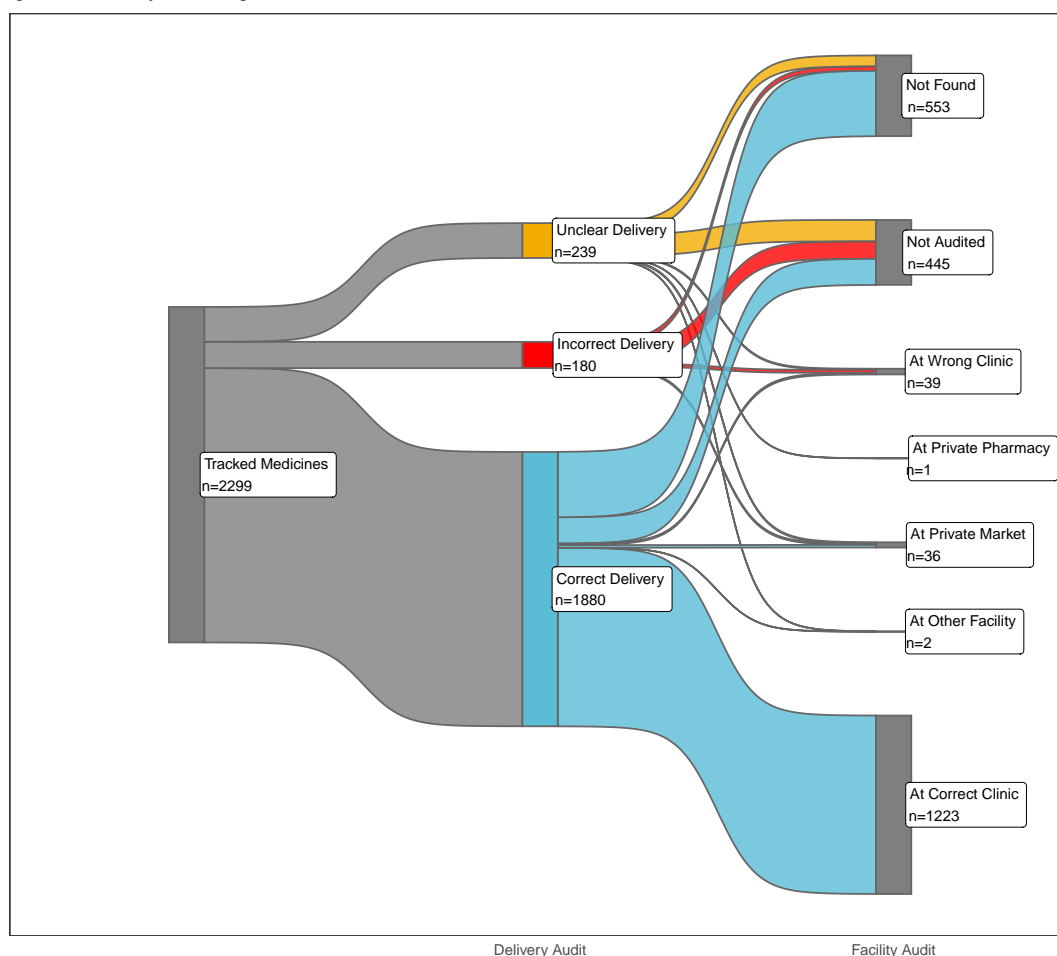 Not Found
n=553
Unclear Delivery
n=239
Not Audited
n=445
Incorrect Delivery
n=180
At Wrong Clinic
n=39
Tracked Medicines
n=2299
At Private Pharmacy
n=1
At Private Market
n=36
Correct Delivery
n=1880
At Other Facility
n=2
At Correct Clinic
n=1223
Delivery Audit
Facility Audit